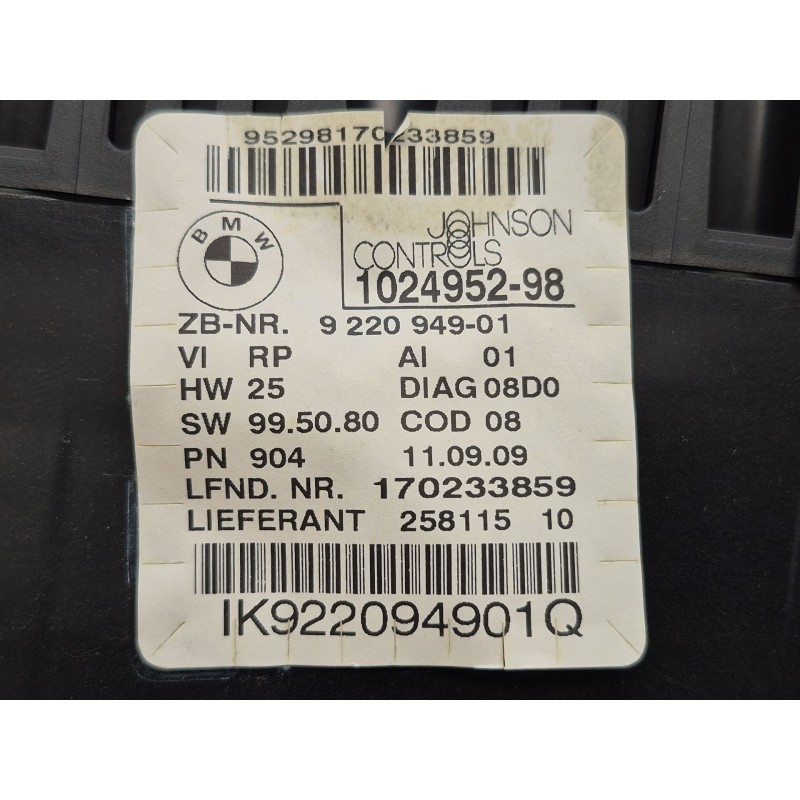 95298170233859
BMW
JOHNSON
CONTROLS
1024952-98
ZB-NR. 9 220 949-01
VI RP AI 01
HW 25 DIAG 08D0
SW 99.50.80 COD 08
PN 904 11.09.09
LFND. NR. 170233859
LIEFERANT 258115 10
IK922094901Q